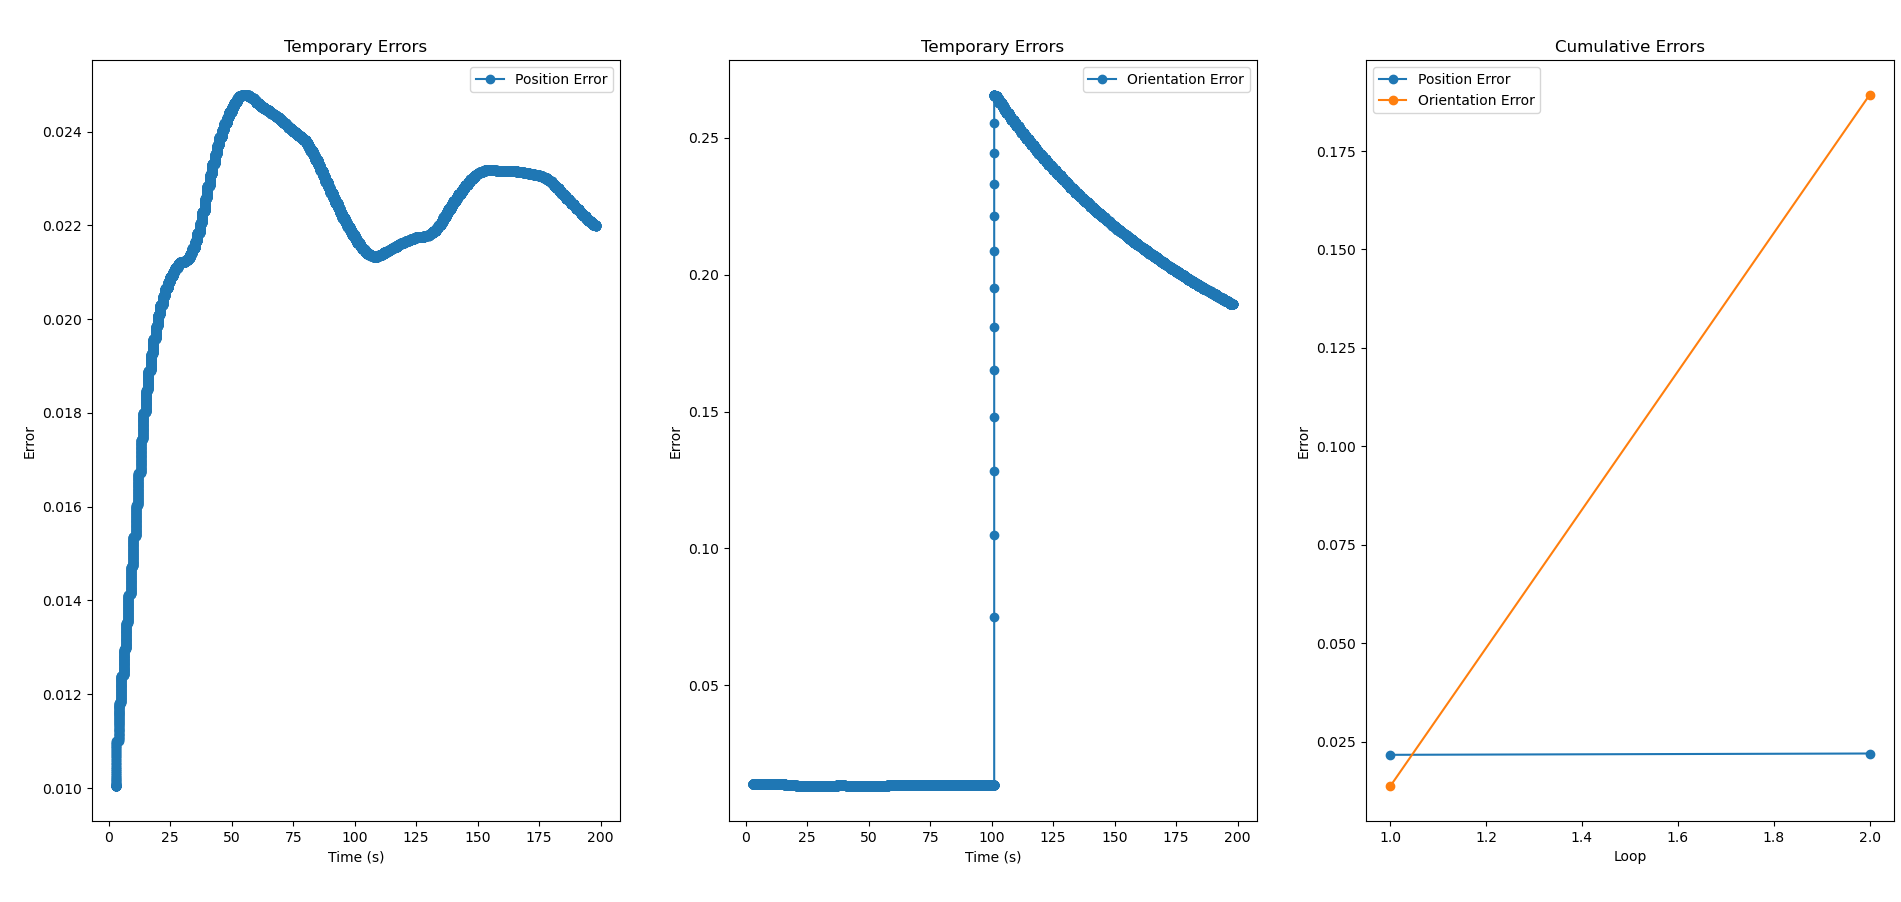 Temporary Errors
Position Error
0.024
0.022
0.020
0.018
0.016
0.014
0.012
0.010
Error
0 25 50 75 100 125 150 175 200
Time (s)
Temporary Errors
Orientation Error
0.25
0.20
0.15
0.10
0.05
Error
0 25 50 75 100 125 150 175 200
Time (s)
Cumulative Errors
Position Error
Orientation Error
0.175
0.150
0.125
0.100
0.075
0.050
0.025
Error
1.0 1.2 1.4 1.6 1.8 2.0
Loop